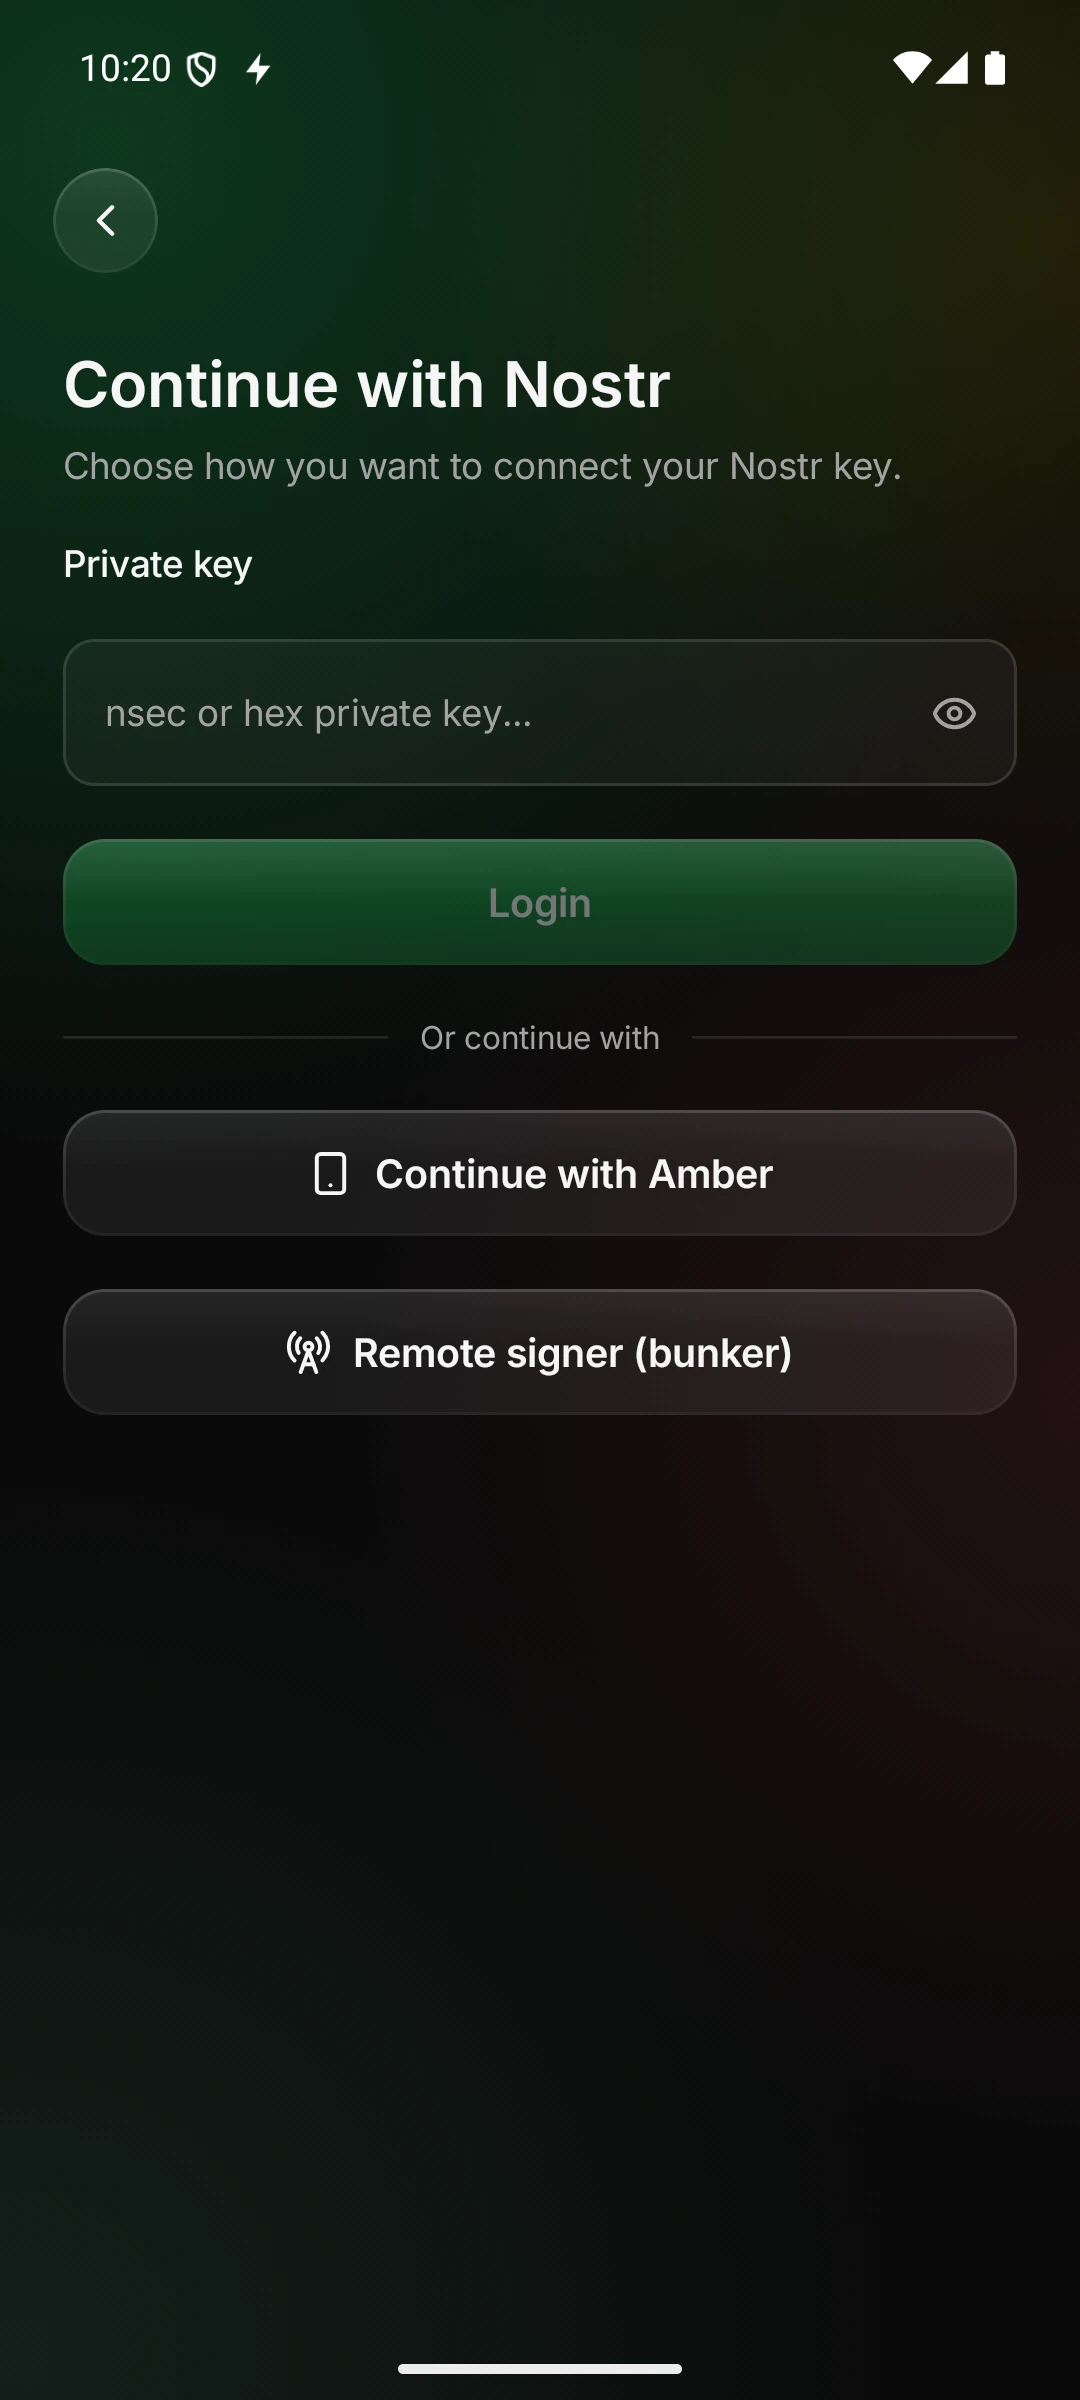 10:20
Continue with Nostr
Choose how you want to connect your Nostr key.
Private key
nsec or hex private key...
Login
Or continue with
Continue with Amber
Remote signer (bunker)